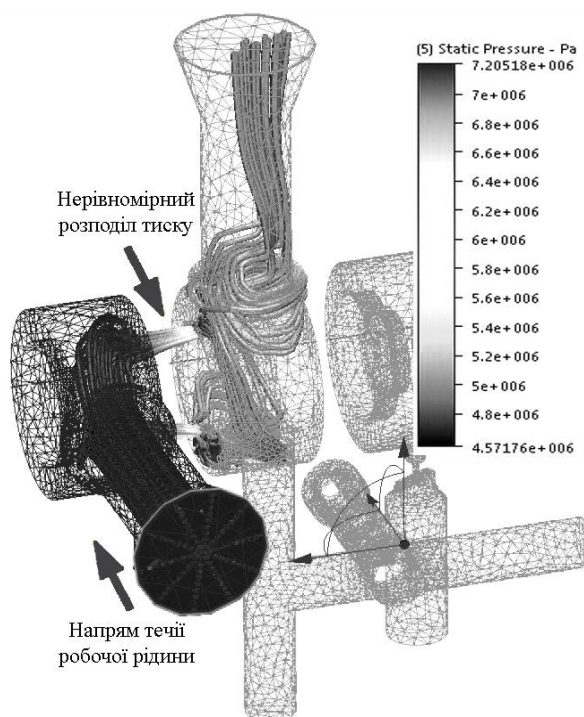 (5) Static Pressure - Pa
7.20518e+006
7e+006
6.8e+006
6.6e+006
6.4e+006
6.2e+006
6e+006
5.8e+006
5.6e+006
5.4e+006
5.2e+006
5e+006
4.8e+006
4.57176e+006
Нерівномірний
розподіл тиску
Напрям течії
робочої рідини